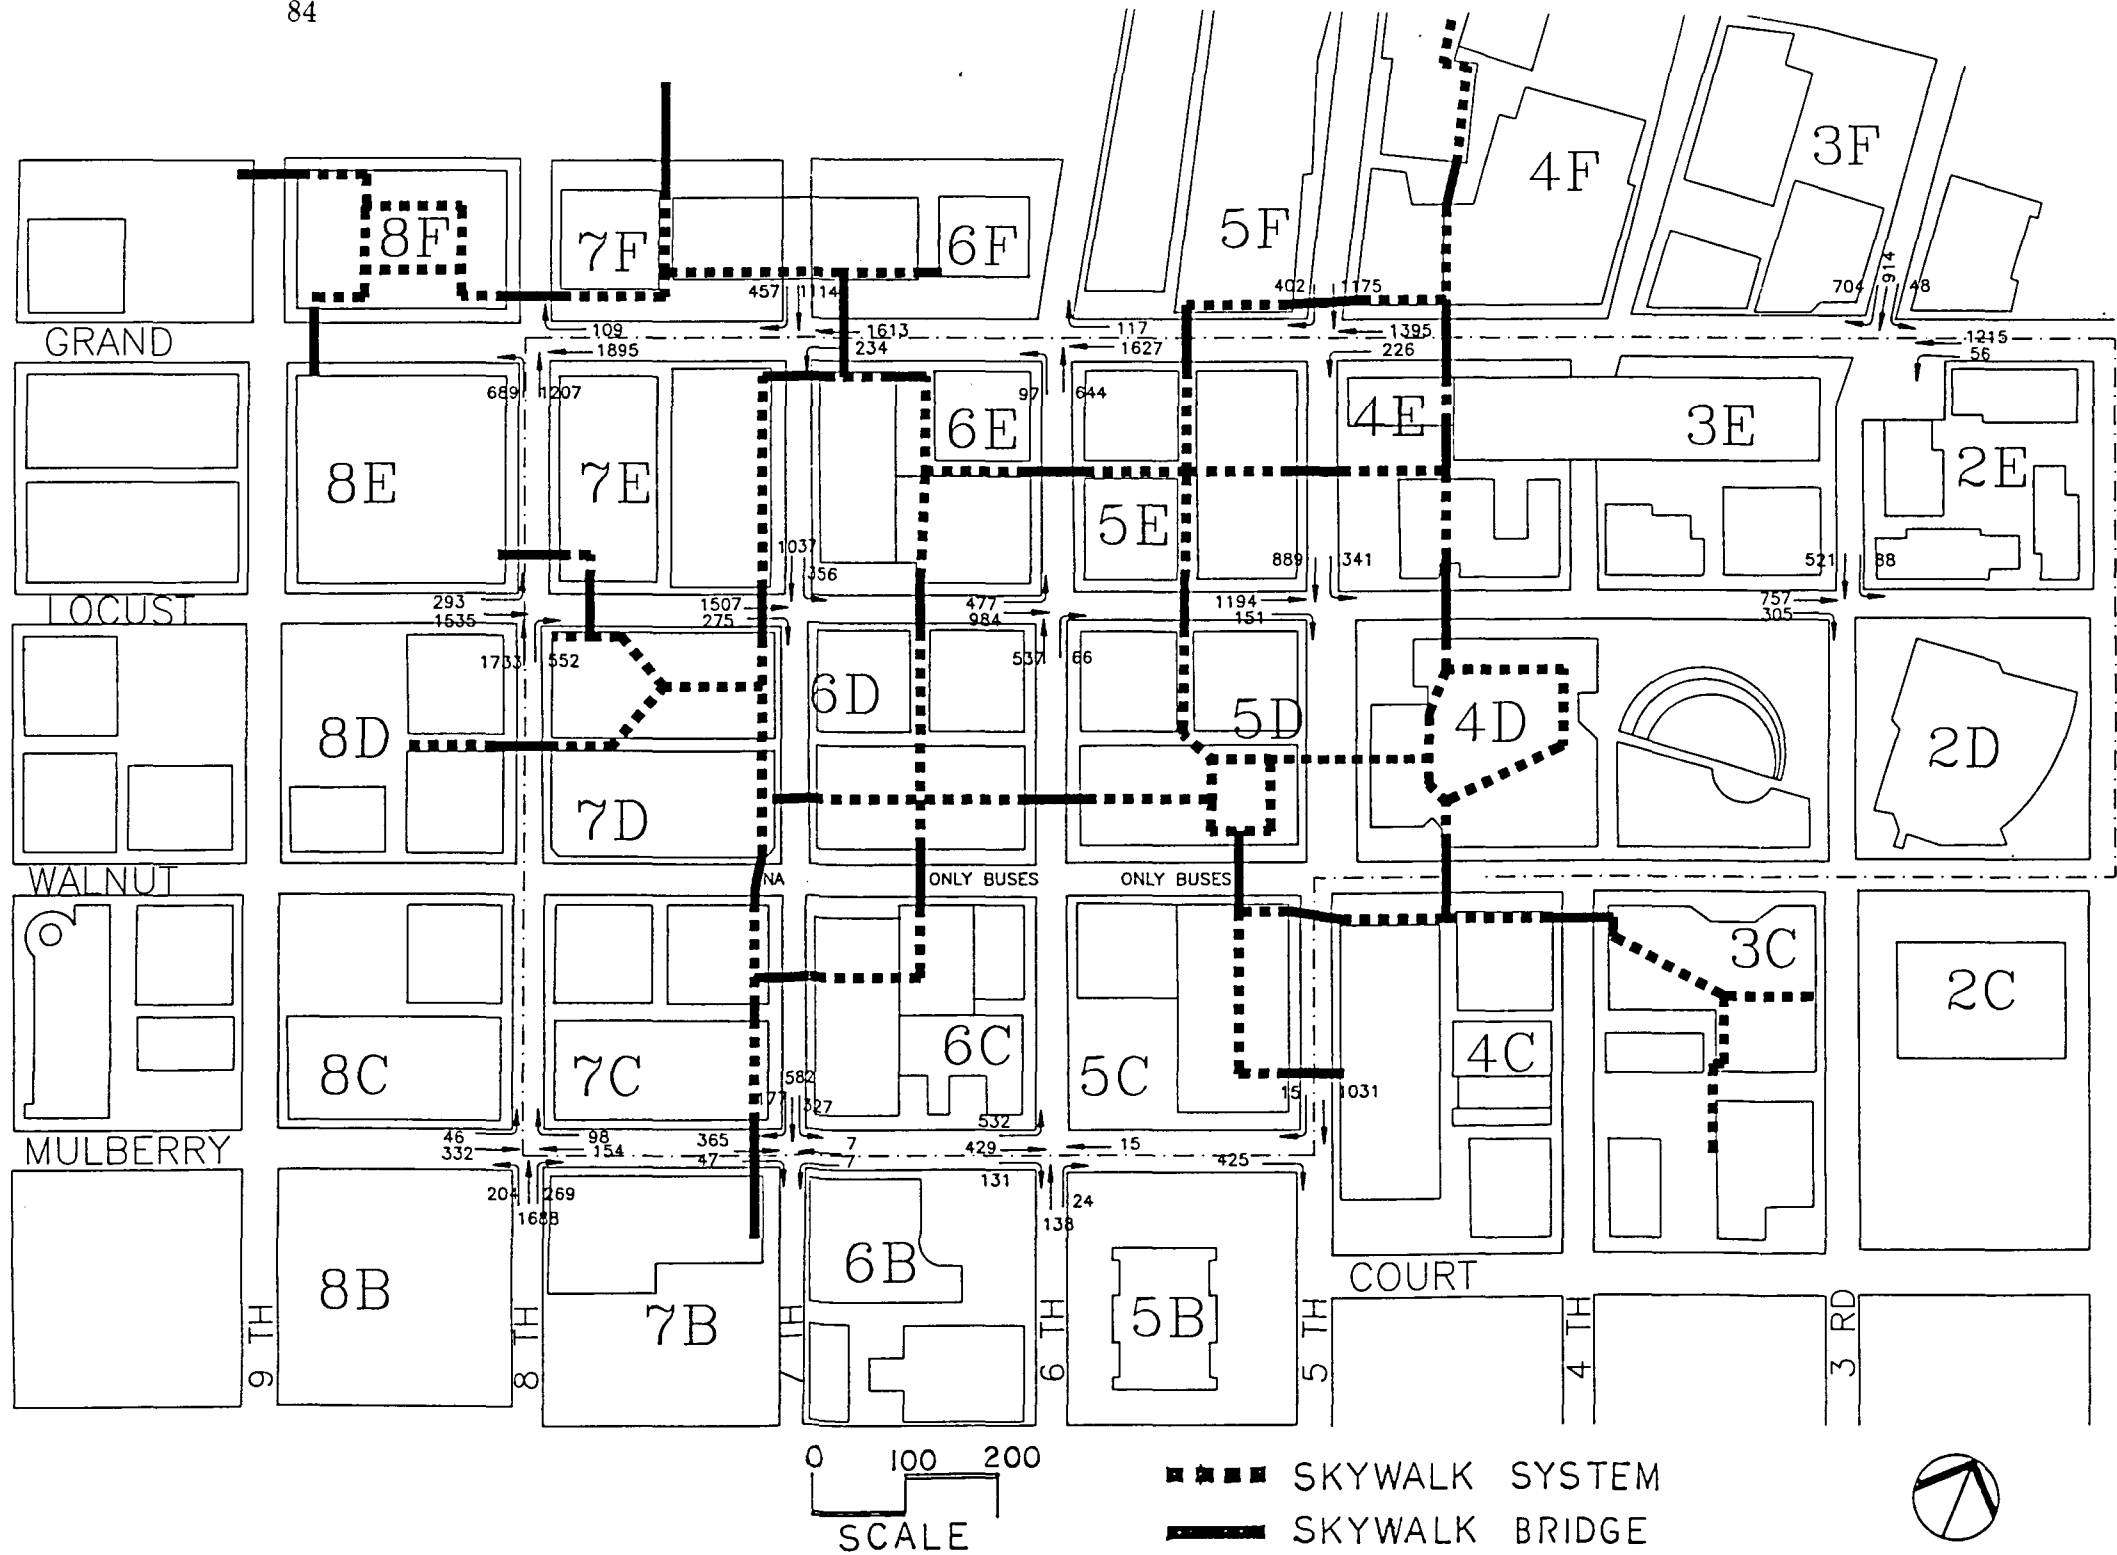 84
3F
4F
8F
7F
6F
5F
914
457 1114
402 1175
704 48
GRAND
109
1613
117
1395
1895
234
1627
226
1215
56
689 1207
97 644
6E
4E
3E
2E
8E
7E
5E
1037
356
889 341
521 88
LOCUST
293
1507
477
1194
757
1535
275
984
151
305
1733 552
537 66
6D
5D
4D
8D
2D
7D
WALNUT
NA
ONLY BUSES
ONLY BUSES
3C
2C
6C
4C
8C
7C
5C
582
177 327
15 1031
532
MULBERRY
46
98
365
7
429
15
332
154
47
7
131
425
204 269
24
1688
138
6B
8B
COURT
7B
5B
9 TH
8 TH
7 TH
6 TH
5 TH
4 TH
3 RD
0 100 200
SCALE
SKYWALK SYSTEM
SKYWALK BRIDGE